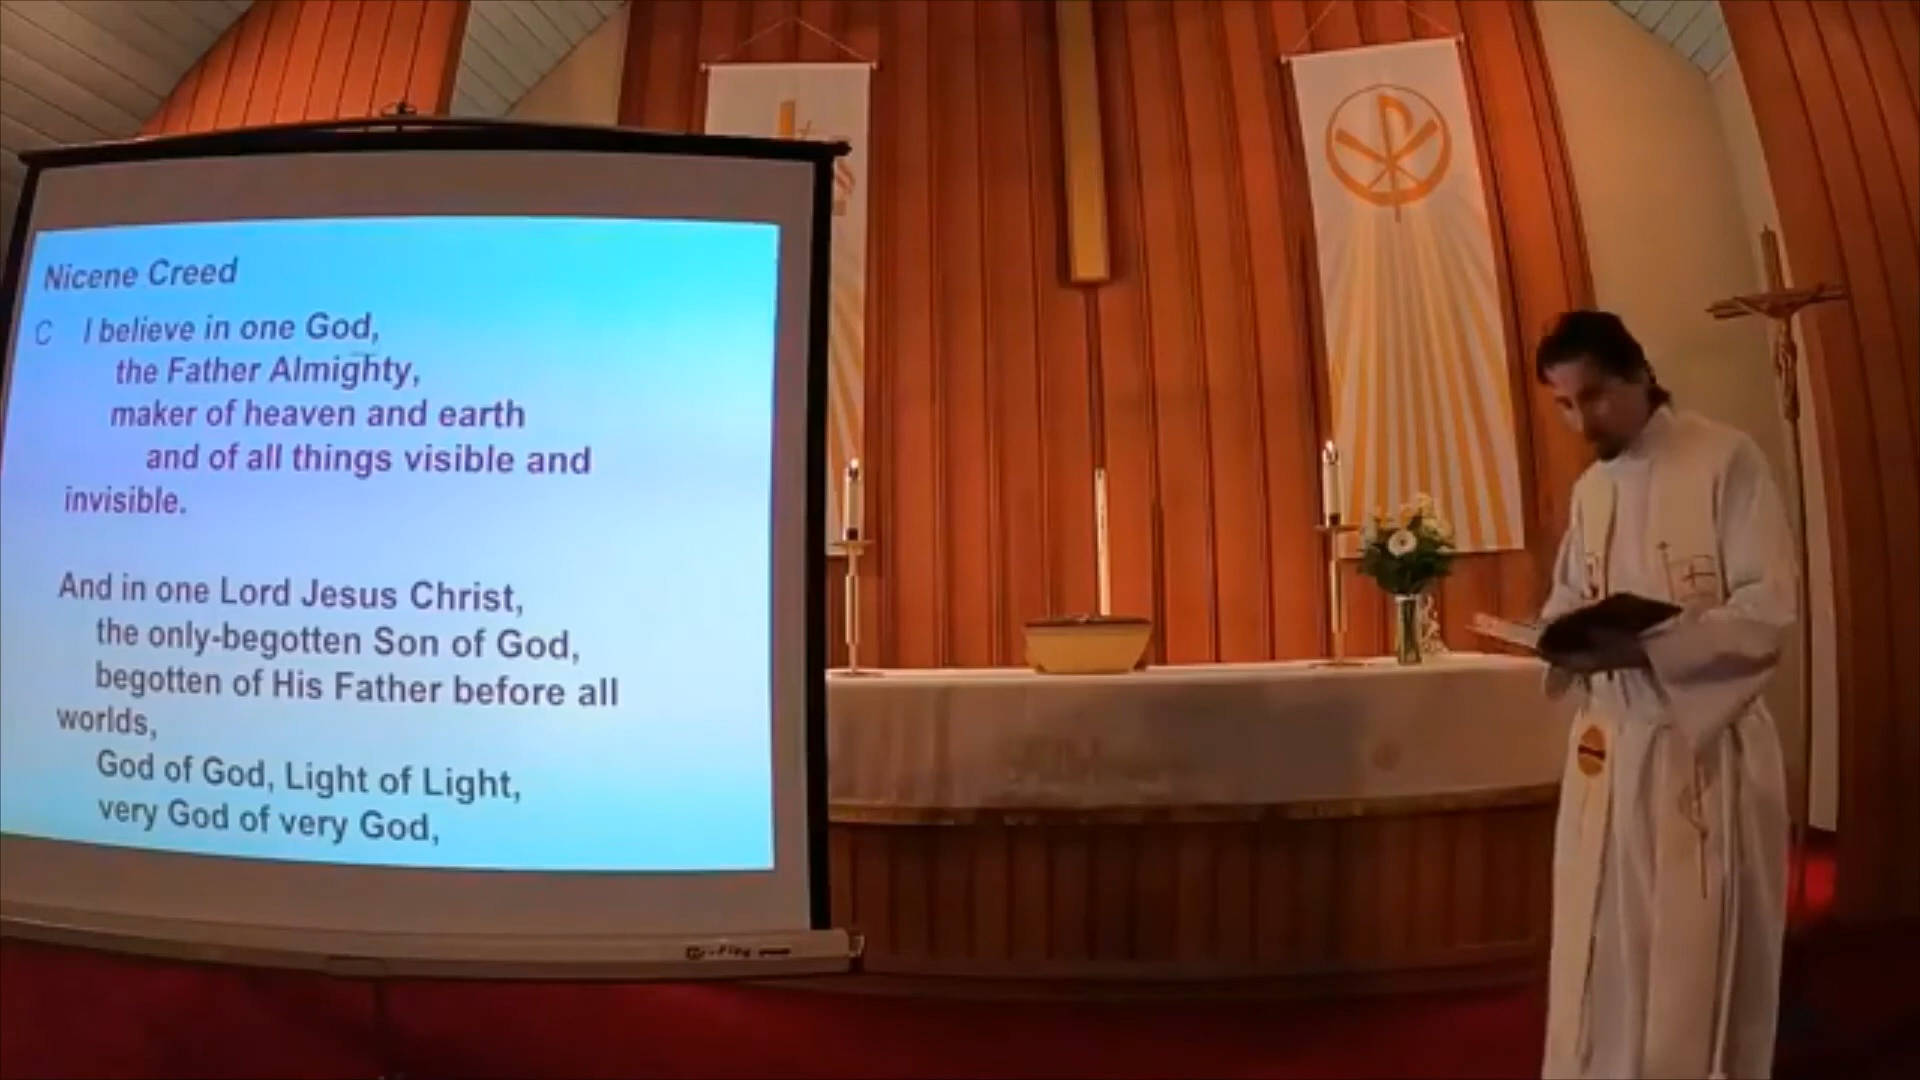 Nicene Creed
C I believe in one God,
the Father Almighty,
maker of heaven and earth
and of all things visible and
invisible.
And in one Lord Jesus Christ,
the only-begotten Son of God,
begotten of His Father before all
worlds,
God of God, Light of Light,
very God of very God,